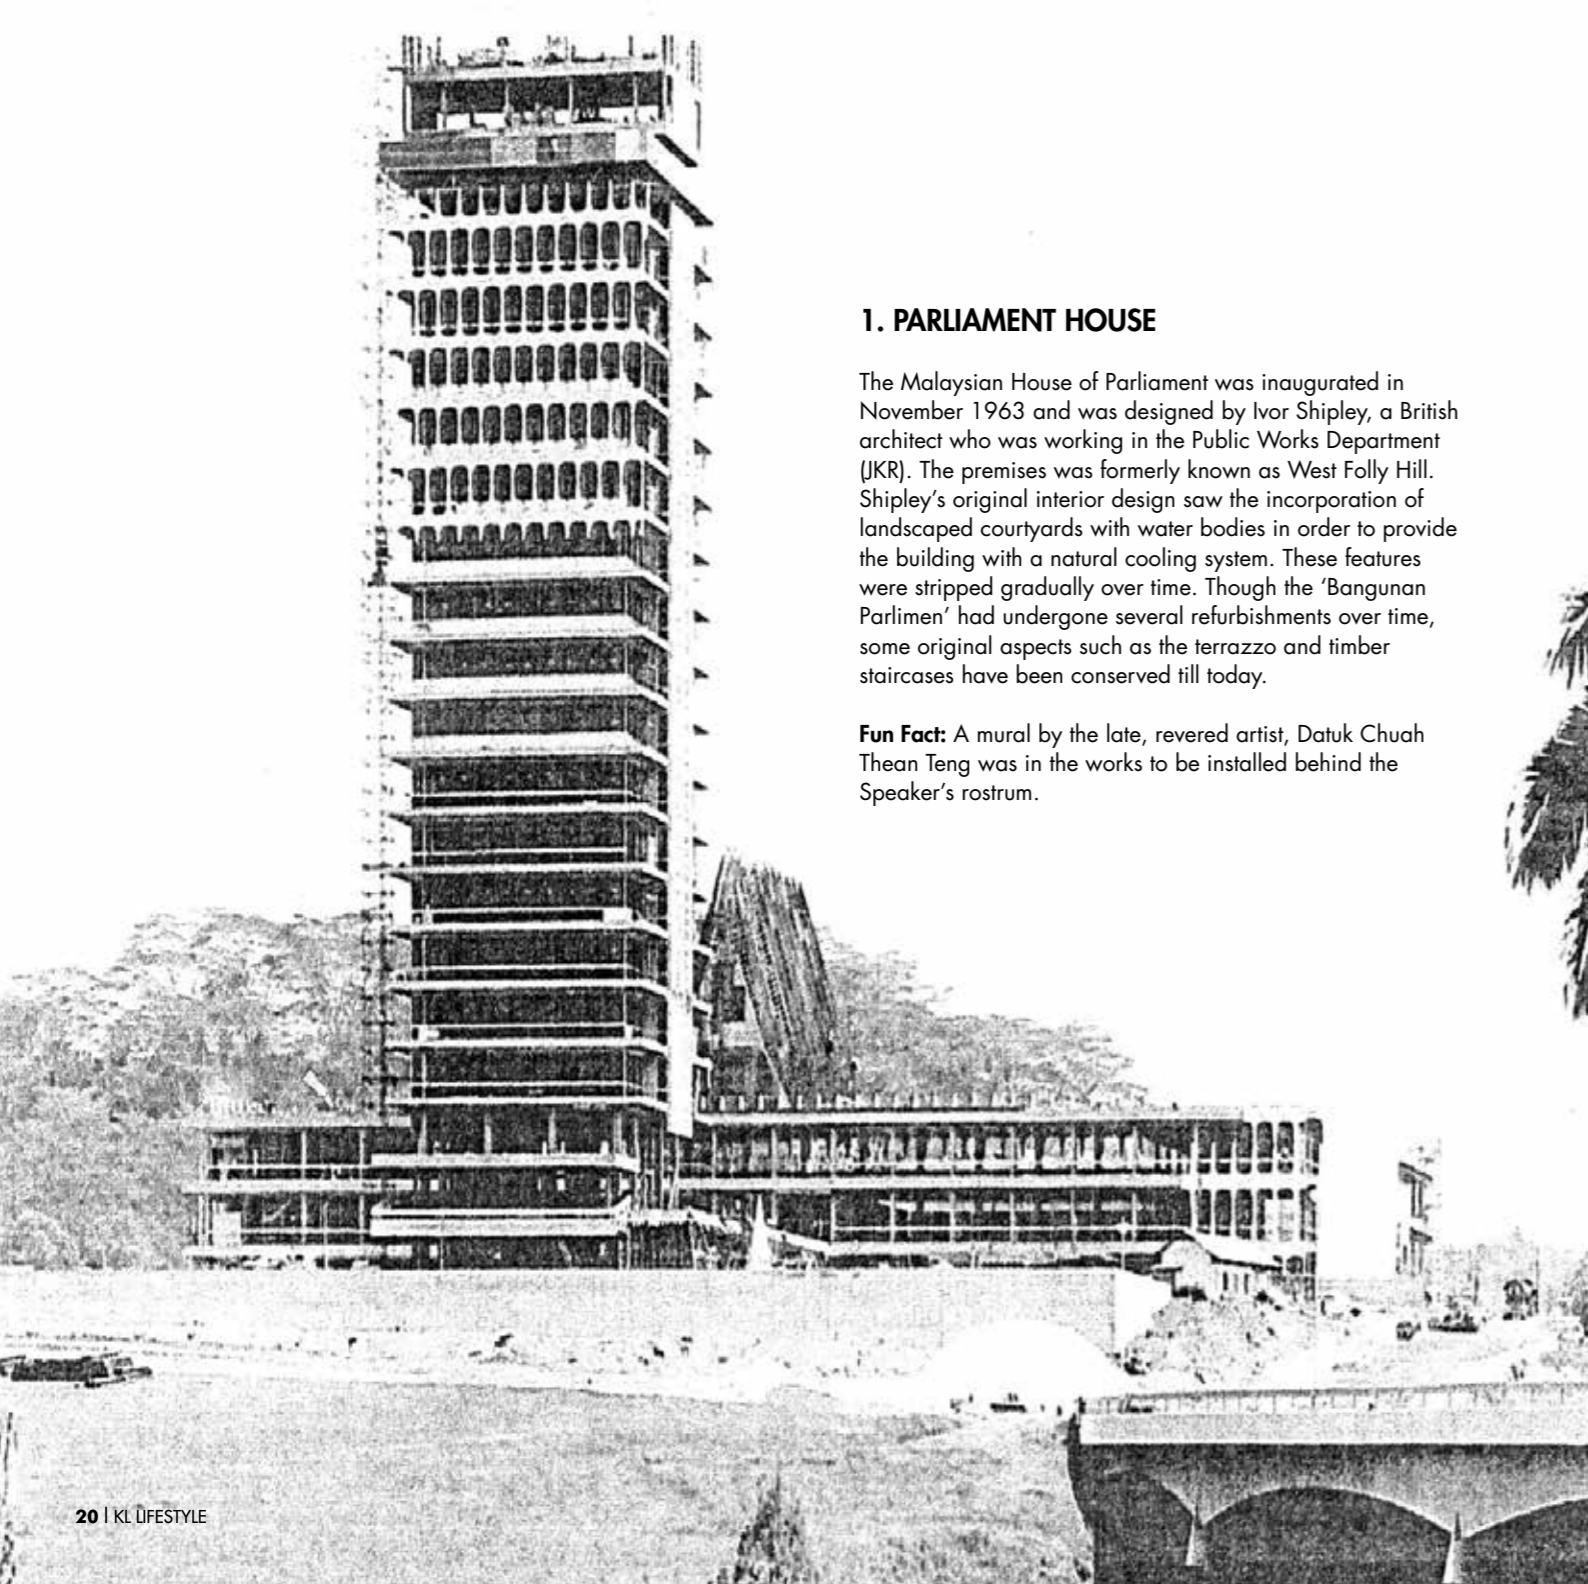 1. PARLIAMENT HOUSE
The Malaysian House of Parliament was inaugurated in
November 1963 and was designed by Ivor Shipley, a British
architect who was working in the Public Works Department
(JKR). The premises was formerly known as West Folly Hill.
Shipley’s original interior design saw the incorporation of
landscaped courtyards with water bodies in order to provide
the building with a natural cooling system. These features
were stripped gradually over time. Though the ‘Bangunan
Parlimen’ had undergone several refurbishments over time,
some original aspects such as the terrazzo and timber
staircases have been conserved till today.
Fun Fact: A mural by the late, revered artist, Datuk Chuah
Thean Teng was in the works to be installed behind the
Speaker’s rostrum.
20 | KL LIFESTYLE